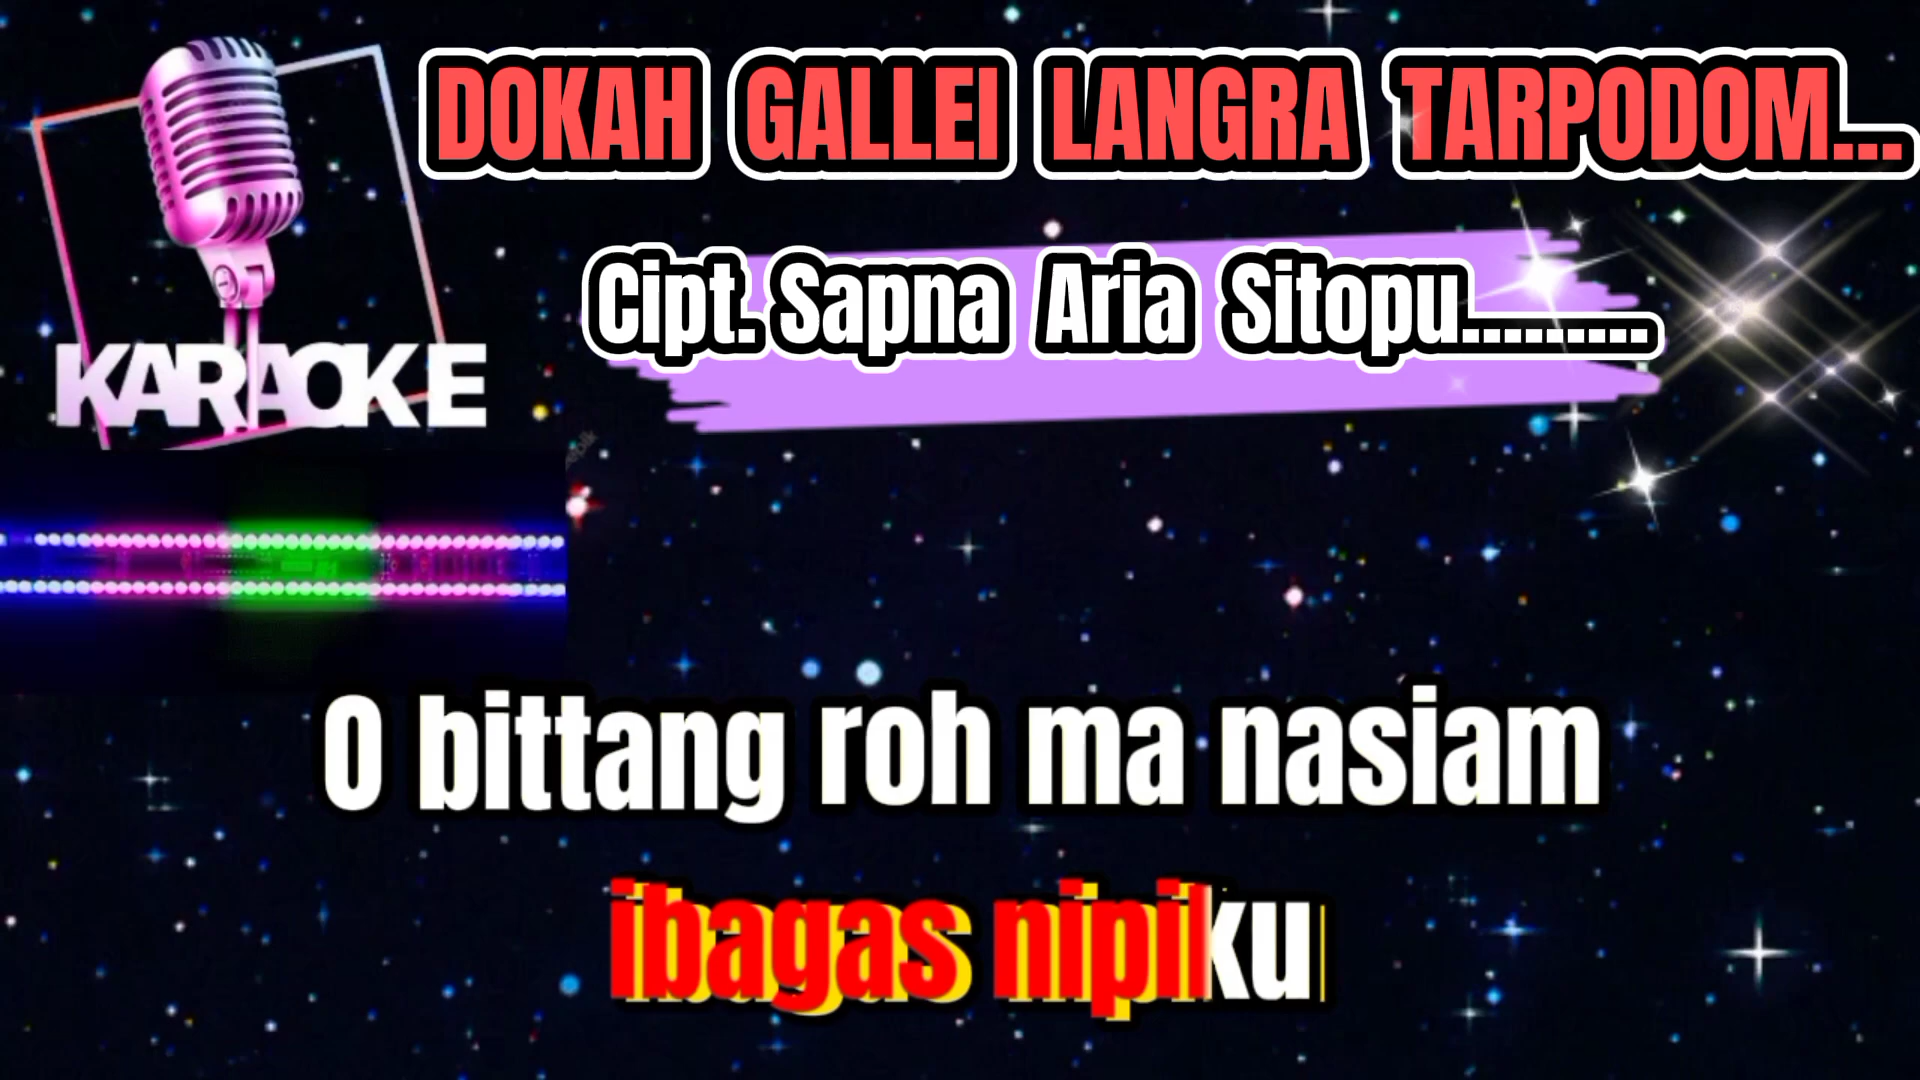 DOKAH GALLEI LANGRA TARPODOM...
Cipt. Sapna Aria Sitopu.........
KARAOKE
O bittang roh ma nasiam
ibagas nipiku